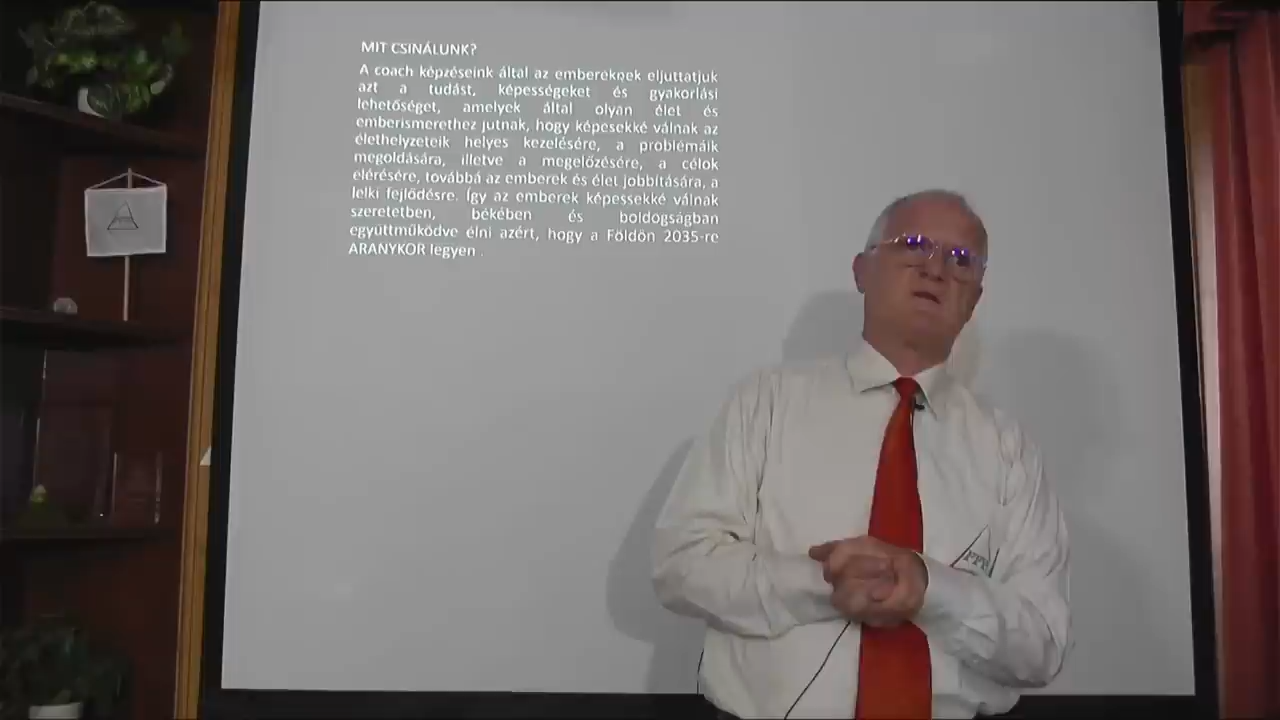 MIT CSINÁLUNK?
A coach képzéseink által az embereknek eljuttatjuk
azt a tudást, képességeket és gyakorlási
lehetőséget, amelyek által olyan élet és
emberismerethez jutnak, hogy képesekké válnak az
élethelyzeteik helyes kezelésére, a problémáik
megoldására, illetve a megelőzésére, a célok
elérésére, továbbá az emberek és élet jobbítására, a
lelki fejlődésre. Így az emberek képessekké válnak
szeretetben, békében és boldogságban
együttműködve élni azért, hogy a Földön 2035-re
ARANYKOR legyen .